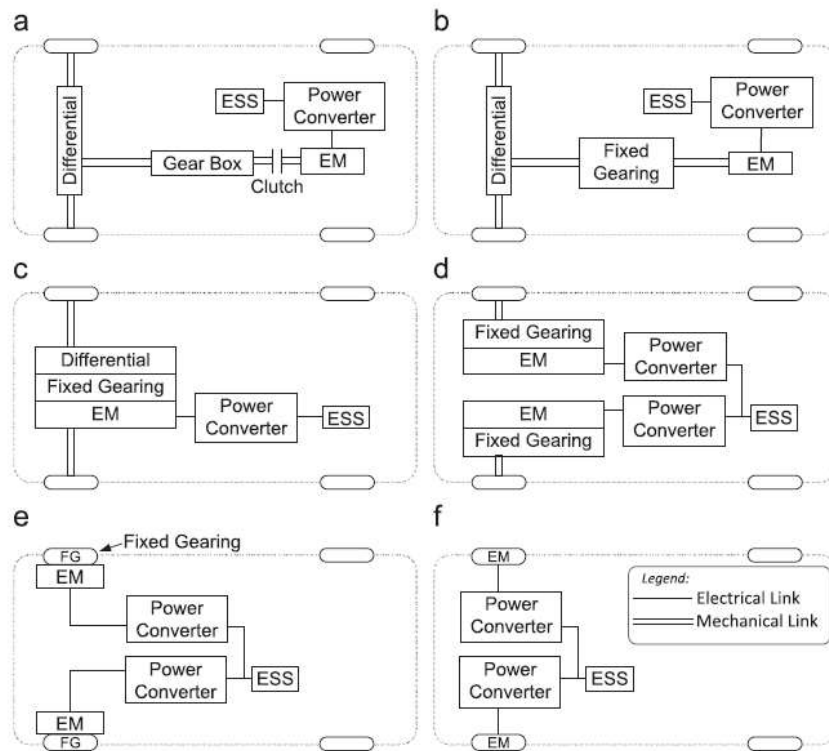 a
ESS
Power
Converter
Differential
Gear Box
EM
Clutch
b
ESS
Power
Converter
Differential
Fixed
Gearing
EM
c
Differential
Fixed Gearing
EM
Power
Converter
ESS
d
Fixed Gearing
EM
Power
Converter
EM
Fixed Gearing
Power
Converter
ESS
e
Fixed Gearing
FG
EM
Power
Converter
Power
Converter
ESS
EM
FG
f
EM
Power
Converter
Power
Converter
ESS
EM
Legend:
Electrical Link
Mechanical Link